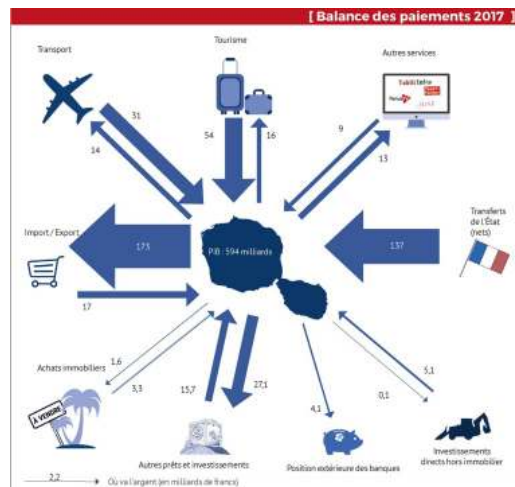 [ Balance des paiements 2017 ]
Tourisme
Transport
Autres services
31
54
16
9
14
13
Transferts
de l'État
(nets)
Import / Export
173
PIB : 594 milliards
137
17
Achats immobiliers
1,6
3,3
15,7
27,1
4,1
0,1
5,1
À VENDRE
Autres prêts et investissements
Position extérieure des banques
Investissements
directs hors immobilier
2,2
Où va l'argent (en milliards de francs)